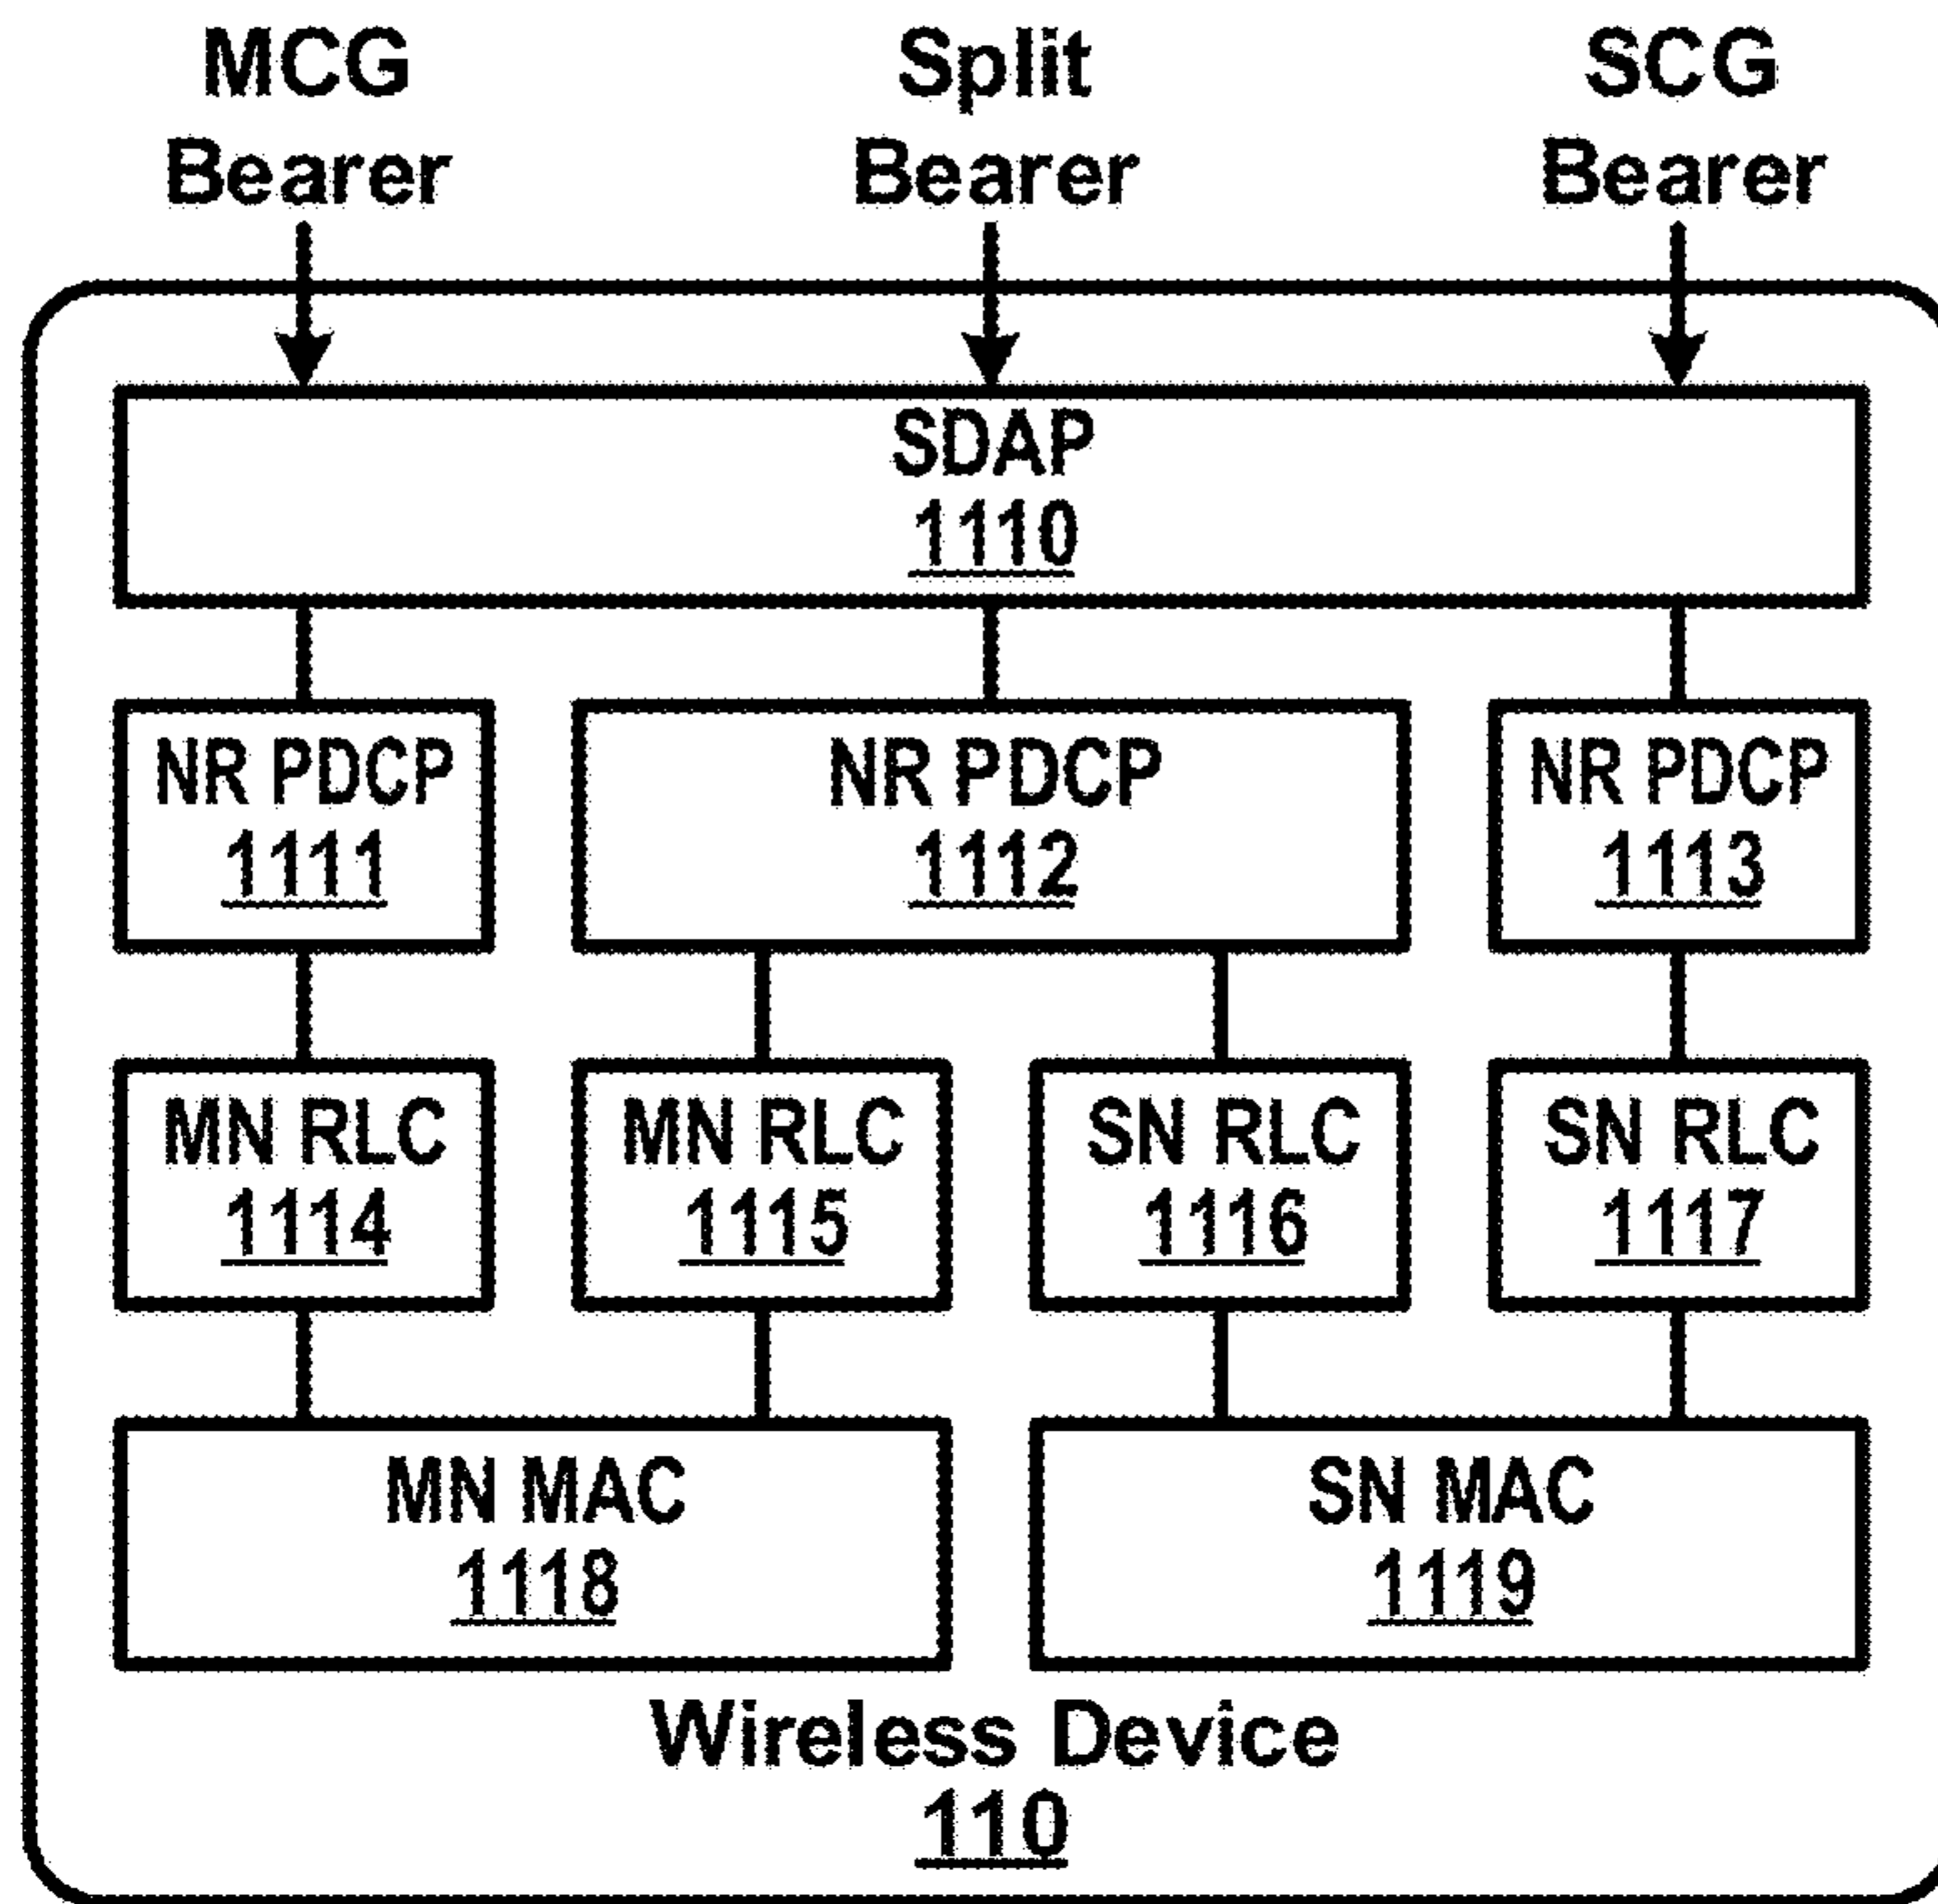 MCG
Bearer
Split
Bearer
SCG
Bearer
SDAP
1110
NR PDCP
1111
NR PDCP
1112
NR PDCP
1113
MN RLC
1114
MN RLC
1115
SN RLC
1116
SN RLC
1117
MN MAC
1118
SN MAC
1119
Wireless Device
110